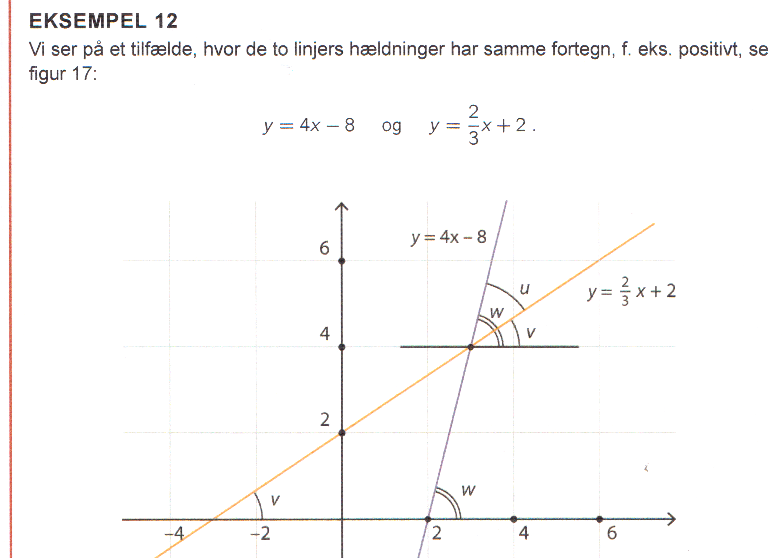 EKSEMPEL 12
Vi ser på et tilfælde, hvor de to linjers hældninger har samme fortegn, f. eks. positivt, se
figur 17:
y = 4x – 8 og y = 2/3 x + 2 .
y = 4x – 8
6
u
y = 2/3 x + 2
w
v
4
2
v
w
–4
–2
2
4
6